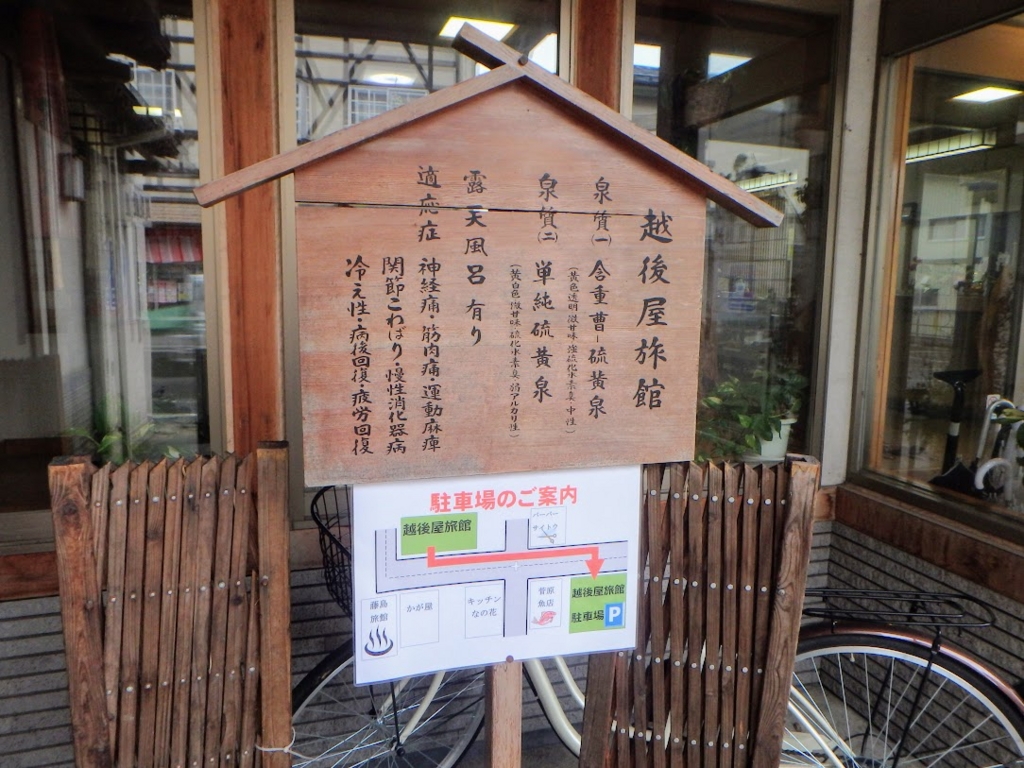 越後屋旅館
泉質㈠ 含重曹-硫黄泉
(黄色透明 微甘味 強硫化水素臭 中性)
泉質㈡ 単純硫黄泉
(黄白色 微甘味 硫化水素臭 弱アルカリ性)
露天風呂 有り
適応症 神経痛・筋肉痛・運動麻痺
関節こわばり・慢性消化器病
冷え性・病後回復・疲労回復
駐車場のご案内
越後屋旅館
バーバー
サイトウ
藤島
旅館
かが屋
キッチン
なの花
菅原
魚店
越後屋旅館
駐車場 P